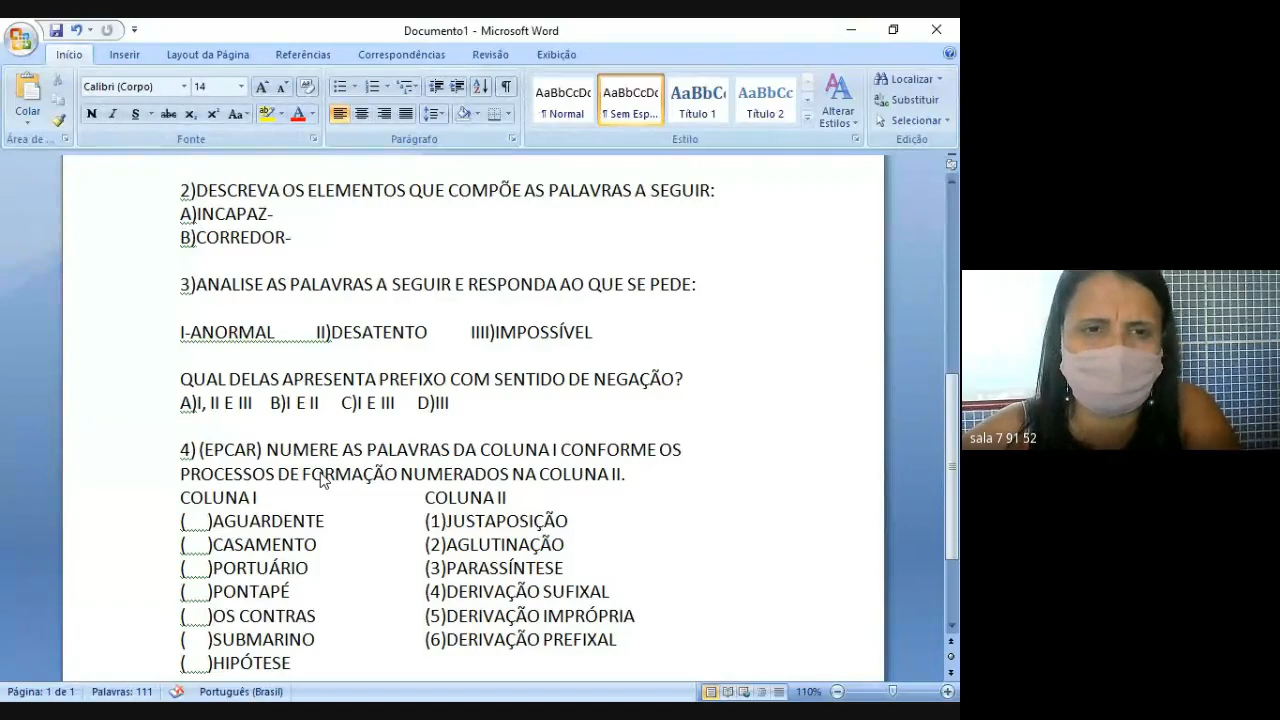 Documento1 - Microsoft Word
Início Inserir Layout da Página Referências Correspondências Revisão Exibição
Colar
Calibri (Corpo) 14
N I S abc x₂ x² Aa
AaBbCcDc AaBbCcDc AaBbC AaBbCc
¶ Normal ¶ Sem Esp... Título 1 Título 2
Alterar Estilos
Localizar
Substituir
Selecionar
Área de... Fonte Parágrafo Estilo Edição
2)DESCREVA OS ELEMENTOS QUE COMPÕE AS PALAVRAS A SEGUIR:
A)INCAPAZ-
B)CORREDOR-
3)ANALISE AS PALAVRAS A SEGUIR E RESPONDA AO QUE SE PEDE:
I-ANORMAL II)DESATENTO IIII)IMPOSSÍVEL
QUAL DELAS APRESENTA PREFIXO COM SENTIDO DE NEGAÇÃO?
A)I, II E III B)I E II C)I E III D)III
4) (EPCAR) NUMERE AS PALAVRAS DA COLUNA I CONFORME OS
PROCESSOS DE FORMAÇÃO NUMERADOS NA COLUNA II.
COLUNA I COLUNA II
( )AGUARDENTE (1)JUSTAPOSIÇÃO
( )CASAMENTO (2)AGLUTINAÇÃO
( )PORTUÁRIO (3)PARASSÍNTESE
( )PONTAPÉ (4)DERIVAÇÃO SUFIXAL
( )OS CONTRAS (5)DERIVAÇÃO IMPRÓPRIA
( )SUBMARINO (6)DERIVAÇÃO PREFIXAL
( )HIPÓTESE
Página: 1 de 1 Palavras: 111 Português (Brasil) 110%
sala 7 91 52